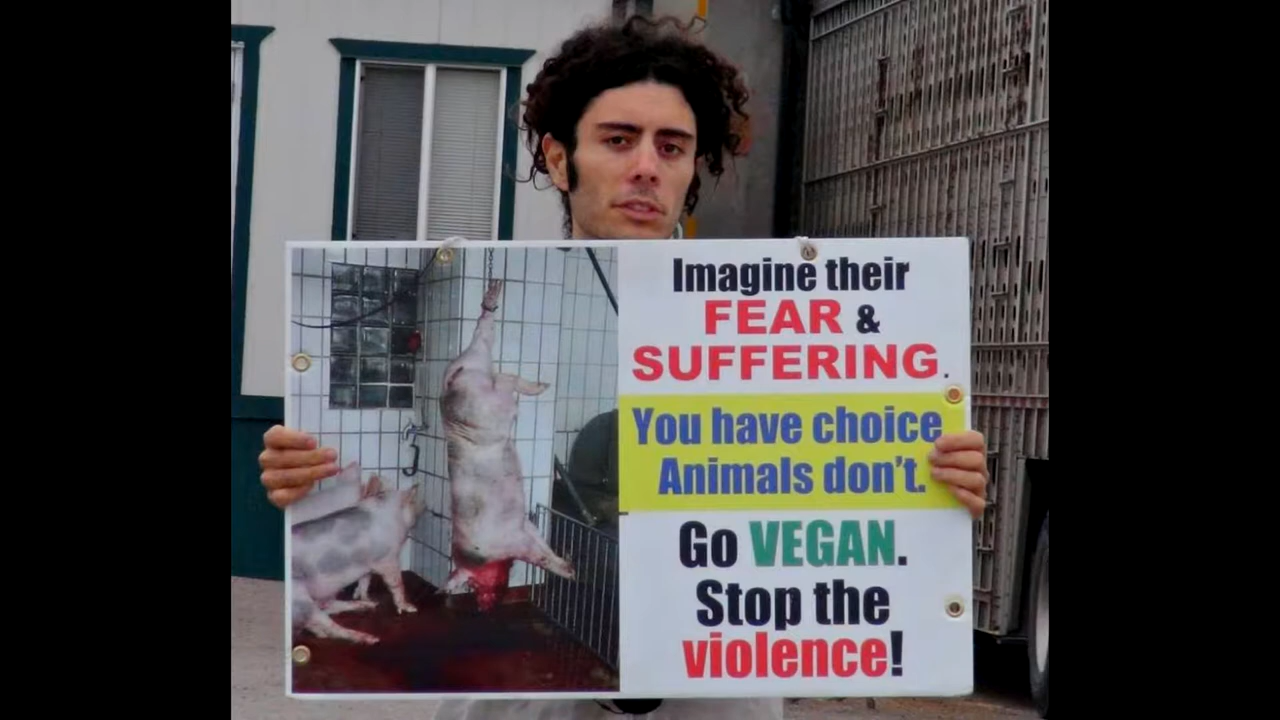 Imagine their
FEAR &
SUFFERING.
You have choice
Animals don't.
Go VEGAN.
Stop the
violence!